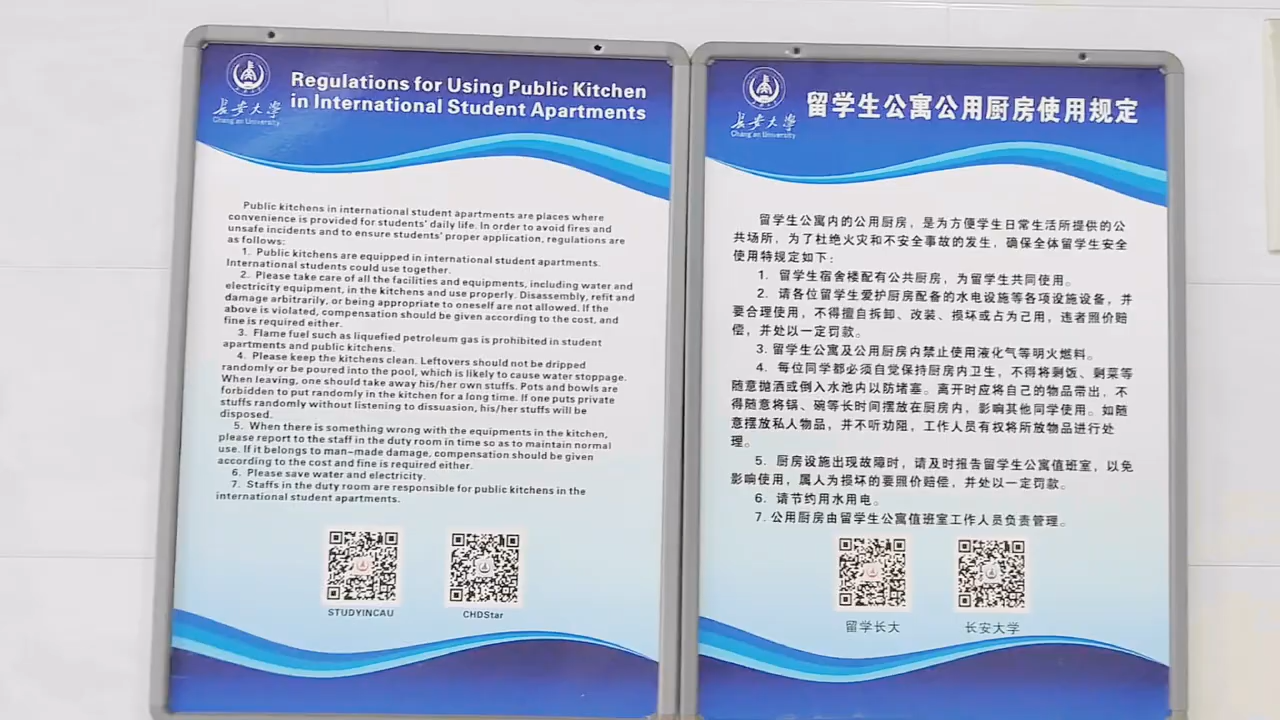 長安大學
Chang'an University
Regulations for Using Public Kitchen
in International Student Apartments
Public kitchens in international student apartments are places where
convenience is provided for students' daily life. In order to avoid fires and
unsafe incidents and to ensure students' proper application, regulations are
as follows:
1. Public kitchens are equipped in international student apartments.
International students could use together.
2. Please take care of all the facilities and equipments, including water and
electricity equipment, in the kitchens and use properly. Disassembly, refit and
damage arbitrarily, or being appropriate to oneself are not allowed. If the
above is violated, compensation should be given according to the cost, and
fine is required either.
3. Flame fuel such as liquefied petroleum gas is prohibited in student
apartments and public kitchens.
4. Please keep the kitchens clean. Leftovers should not be dripped
randomly or be poured into the pool, which is likely to cause water stoppage.
When leaving, one should take away his/her own stuffs. Pots and bowls are
forbidden to put randomly in the kitchen for a long time. If one puts private
stuffs randomly without listening to dissuasion, his/her stuffs will be
disposed.
5. When there is something wrong with the equipments in the kitchen,
please report to the staff in the duty room in time so as to maintain normal
use. If it belongs to man-made damage, compensation should be given
according to the cost and fine is required either.
6. Please save water and electricity.
7. Staffs in the duty room are responsible for public kitchens in the
international student apartments.
STUDYINCAU
CHDStar
長安大學
Chang'an University
留学生公寓公用厨房使用规定
留学生公寓内的公用厨房，是为方便学生日常生活所提供的公
共场所，为了杜绝火灾和不安全事故的发生，确保全体留学生安全
使用特规定如下：
1. 留学生宿舍楼配有公共厨房，为留学生共同使用。
2. 请各位留学生爱护厨房配备的水电设施等各项设施设备，并
要合理使用，不得擅自拆卸、改装、损坏或占为己用，违者照价赔
偿，并处以一定罚款。
3. 留学生公寓及公用厨房内禁止使用液化气等明火燃料。
4. 每位同学都必须自觉保持厨房内卫生，不得将剩饭、剩菜等
随意抛洒或倒入水池内以防堵塞。离开时应将自己的物品带出，不
得随意将锅、碗等长时间摆放在厨房内，影响其他同学使用。如随
意摆放私人物品，并不听劝阻，工作人员有权将所放物品进行处
理。
5. 厨房设施出现故障时，请及时报告留学生公寓值班室，以免
影响使用，属人为损坏的要照价赔偿，并处以一定罚款。
6. 请节约用水用电。
7. 公用厨房由留学生公寓值班室工作人员负责管理。
留学长大
长安大学